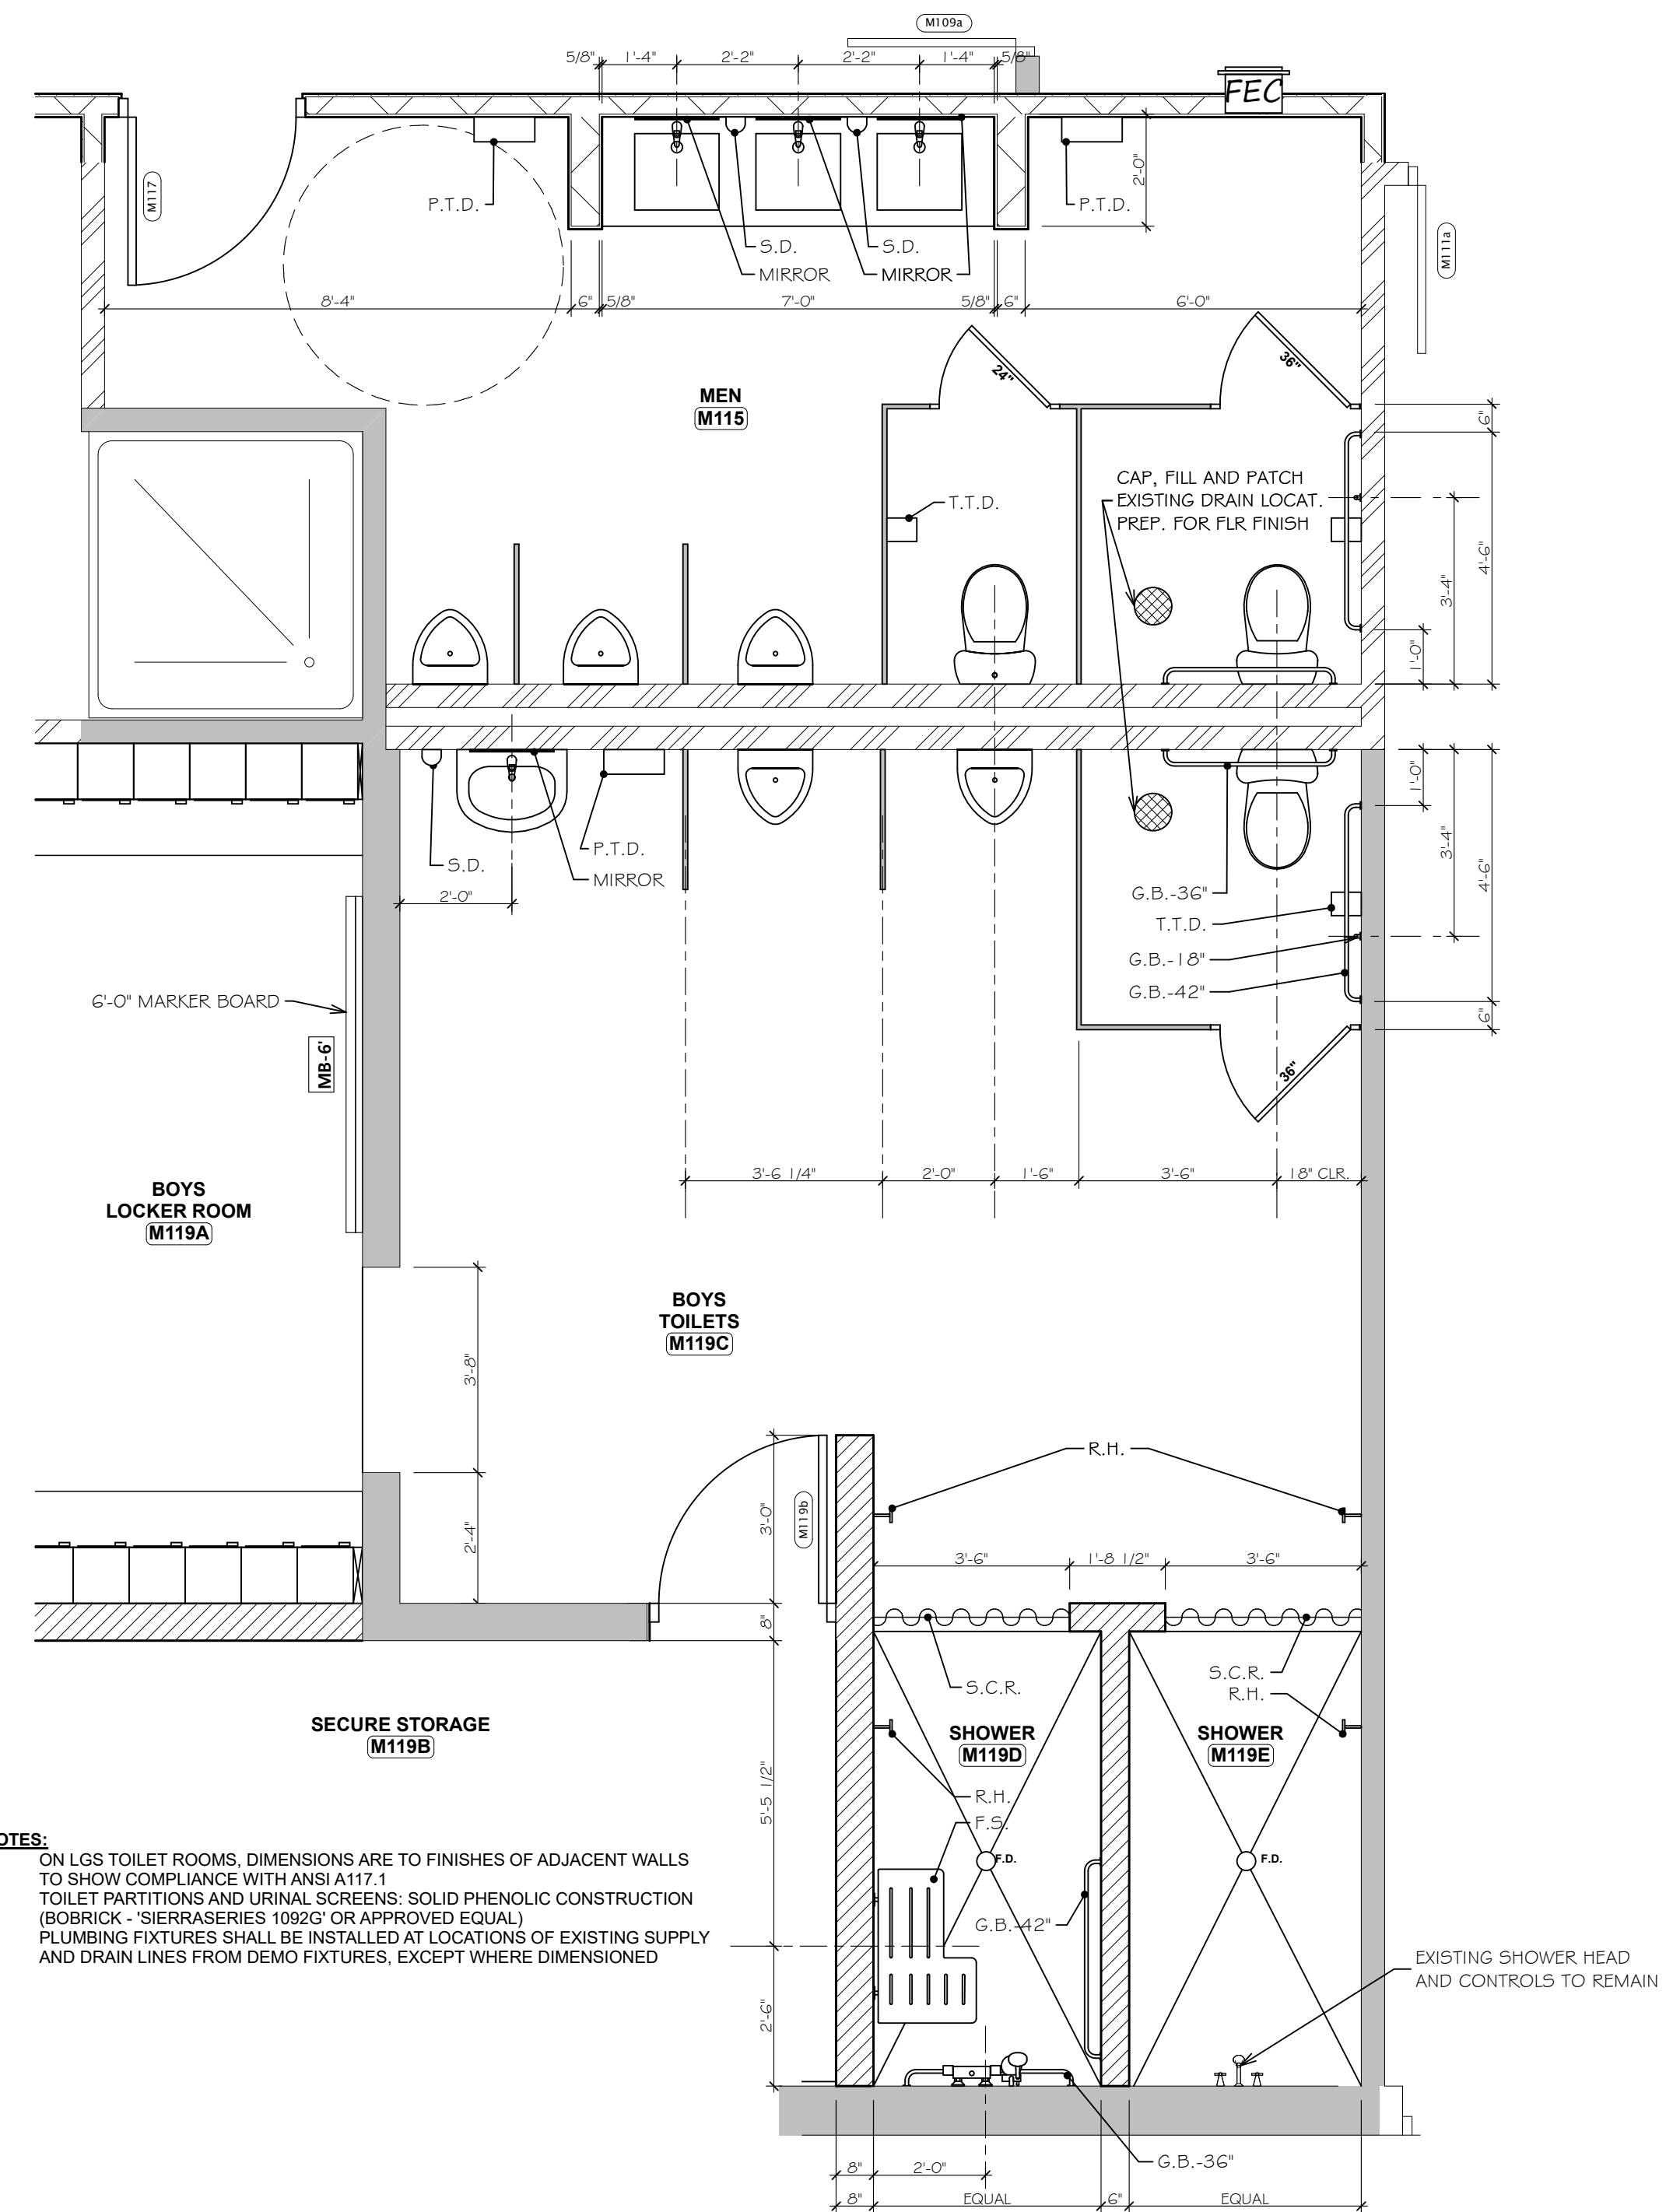 M109a
5/8"
1'-4"
2'-2"
2'-2"
1'-4"
5/8"
FEC
M117
P.T.D.
P.T.D.
2'-0"
S.D.
S.D.
MIRROR
MIRROR
M111a
8'-4"
6"
5/8"
7'-0"
5/8"
6"
6'-0"
24"
36"
MEN
M115
6"
CAP, FILL AND PATCH
EXISTING DRAIN LOCAT.
PREP. FOR FLR FINISH
T.T.D.
4'-6"
3'-4"
1'-0"
1'-0"
3'-4"
4'-6"
S.D.
P.T.D.
MIRROR
2'-0"
G.B.-36"
T.T.D.
G.B.-18"
G.B.-42"
6"
6'-0" MARKER BOARD
MB-6'
36"
3'-6 1/4"
2'-0"
1'-6"
3'-6"
18" CLR.
BOYS
LOCKER ROOM
M119A
BOYS
TOILETS
M119C
3'-8"
2'-4"
3'-0"
M119b
R.H.
3'-6"
1'-8 1/2"
3'-6"
8"
S.C.R.
S.C.R.
R.H.
SECURE STORAGE
M119B
SHOWER
M119D
SHOWER
M119E
5'-5 1/2"
R.H.
F.S.
F.D.
F.D.
OTES:
ON LGS TOILET ROOMS, DIMENSIONS ARE TO FINISHES OF ADJACENT WALLS
TO SHOW COMPLIANCE WITH ANSI A117.1
TOILET PARTITIONS AND URINAL SCREENS: SOLID PHENOLIC CONSTRUCTION
(BOBRICK - 'SIERRASERIES 1092G' OR APPROVED EQUAL)
PLUMBING FIXTURES SHALL BE INSTALLED AT LOCATIONS OF EXISTING SUPPLY
AND DRAIN LINES FROM DEMO FIXTURES, EXCEPT WHERE DIMENSIONED
G.B.-42"
2'-6"
EXISTING SHOWER HEAD
AND CONTROLS TO REMAIN
G.B.-36"
8"
2'-0"
8"
EQUAL
6"
EQUAL